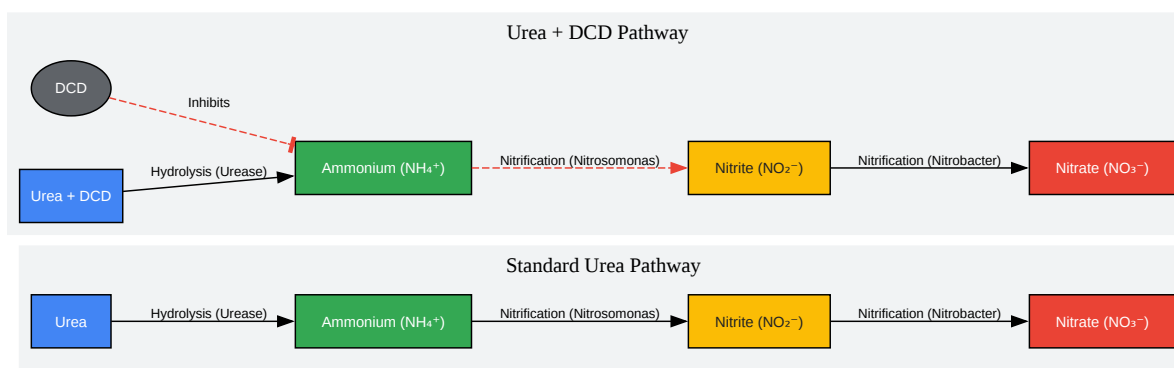 Urea + DCD Pathway
DCD
Inhibits
Urea + DCD
Hydrolysis (Urease)
Ammonium (NH₄⁺)
Nitrification (Nitrosomonas)
Nitrite (NO₂⁻)
Nitrification (Nitrobacter)
Nitrate (NO₃⁻)
Standard Urea Pathway
Urea
Hydrolysis (Urease)
Ammonium (NH₄⁺)
Nitrification (Nitrosomonas)
Nitrite (NO₂⁻)
Nitrification (Nitrobacter)
Nitrate (NO₃⁻)